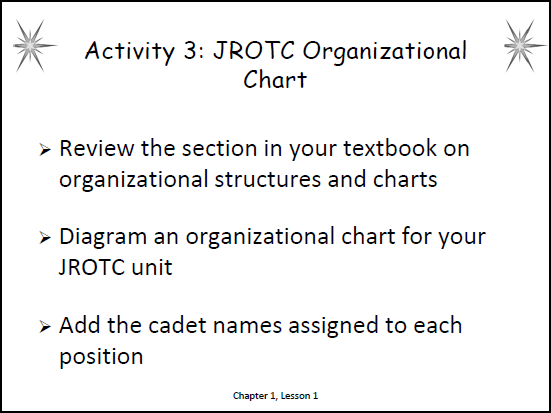 Activity 3: JROTC Organizational
Chart
➢ Review the section in your textbook on
organizational structures and charts
➢ Diagram an organizational chart for your
JROTC unit
➢ Add the cadet names assigned to each
position
Chapter 1, Lesson 1